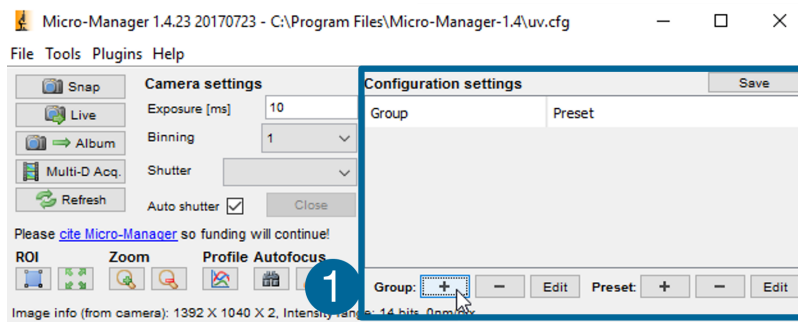 Micro-Manager 1.4.23 20170723 - C:\Program Files\Micro-Manager-1.4\uv.cfg
File Tools Plugins Help
Snap
Live
Album
Multi-D Acq.
Refresh
Camera settings
Exposure [ms] 10
Binning 1
Shutter
Auto shutter Close
Please cite Micro-Manager so funding will continue!
ROI Zoom Profile Autofocus
Configuration settings Save
Group Preset
1
Group: + - Edit Preset: + - Edit
Image info (from camera): 1392 X 1040 X 2, Intensity range: 14 bits, 0nm/pix